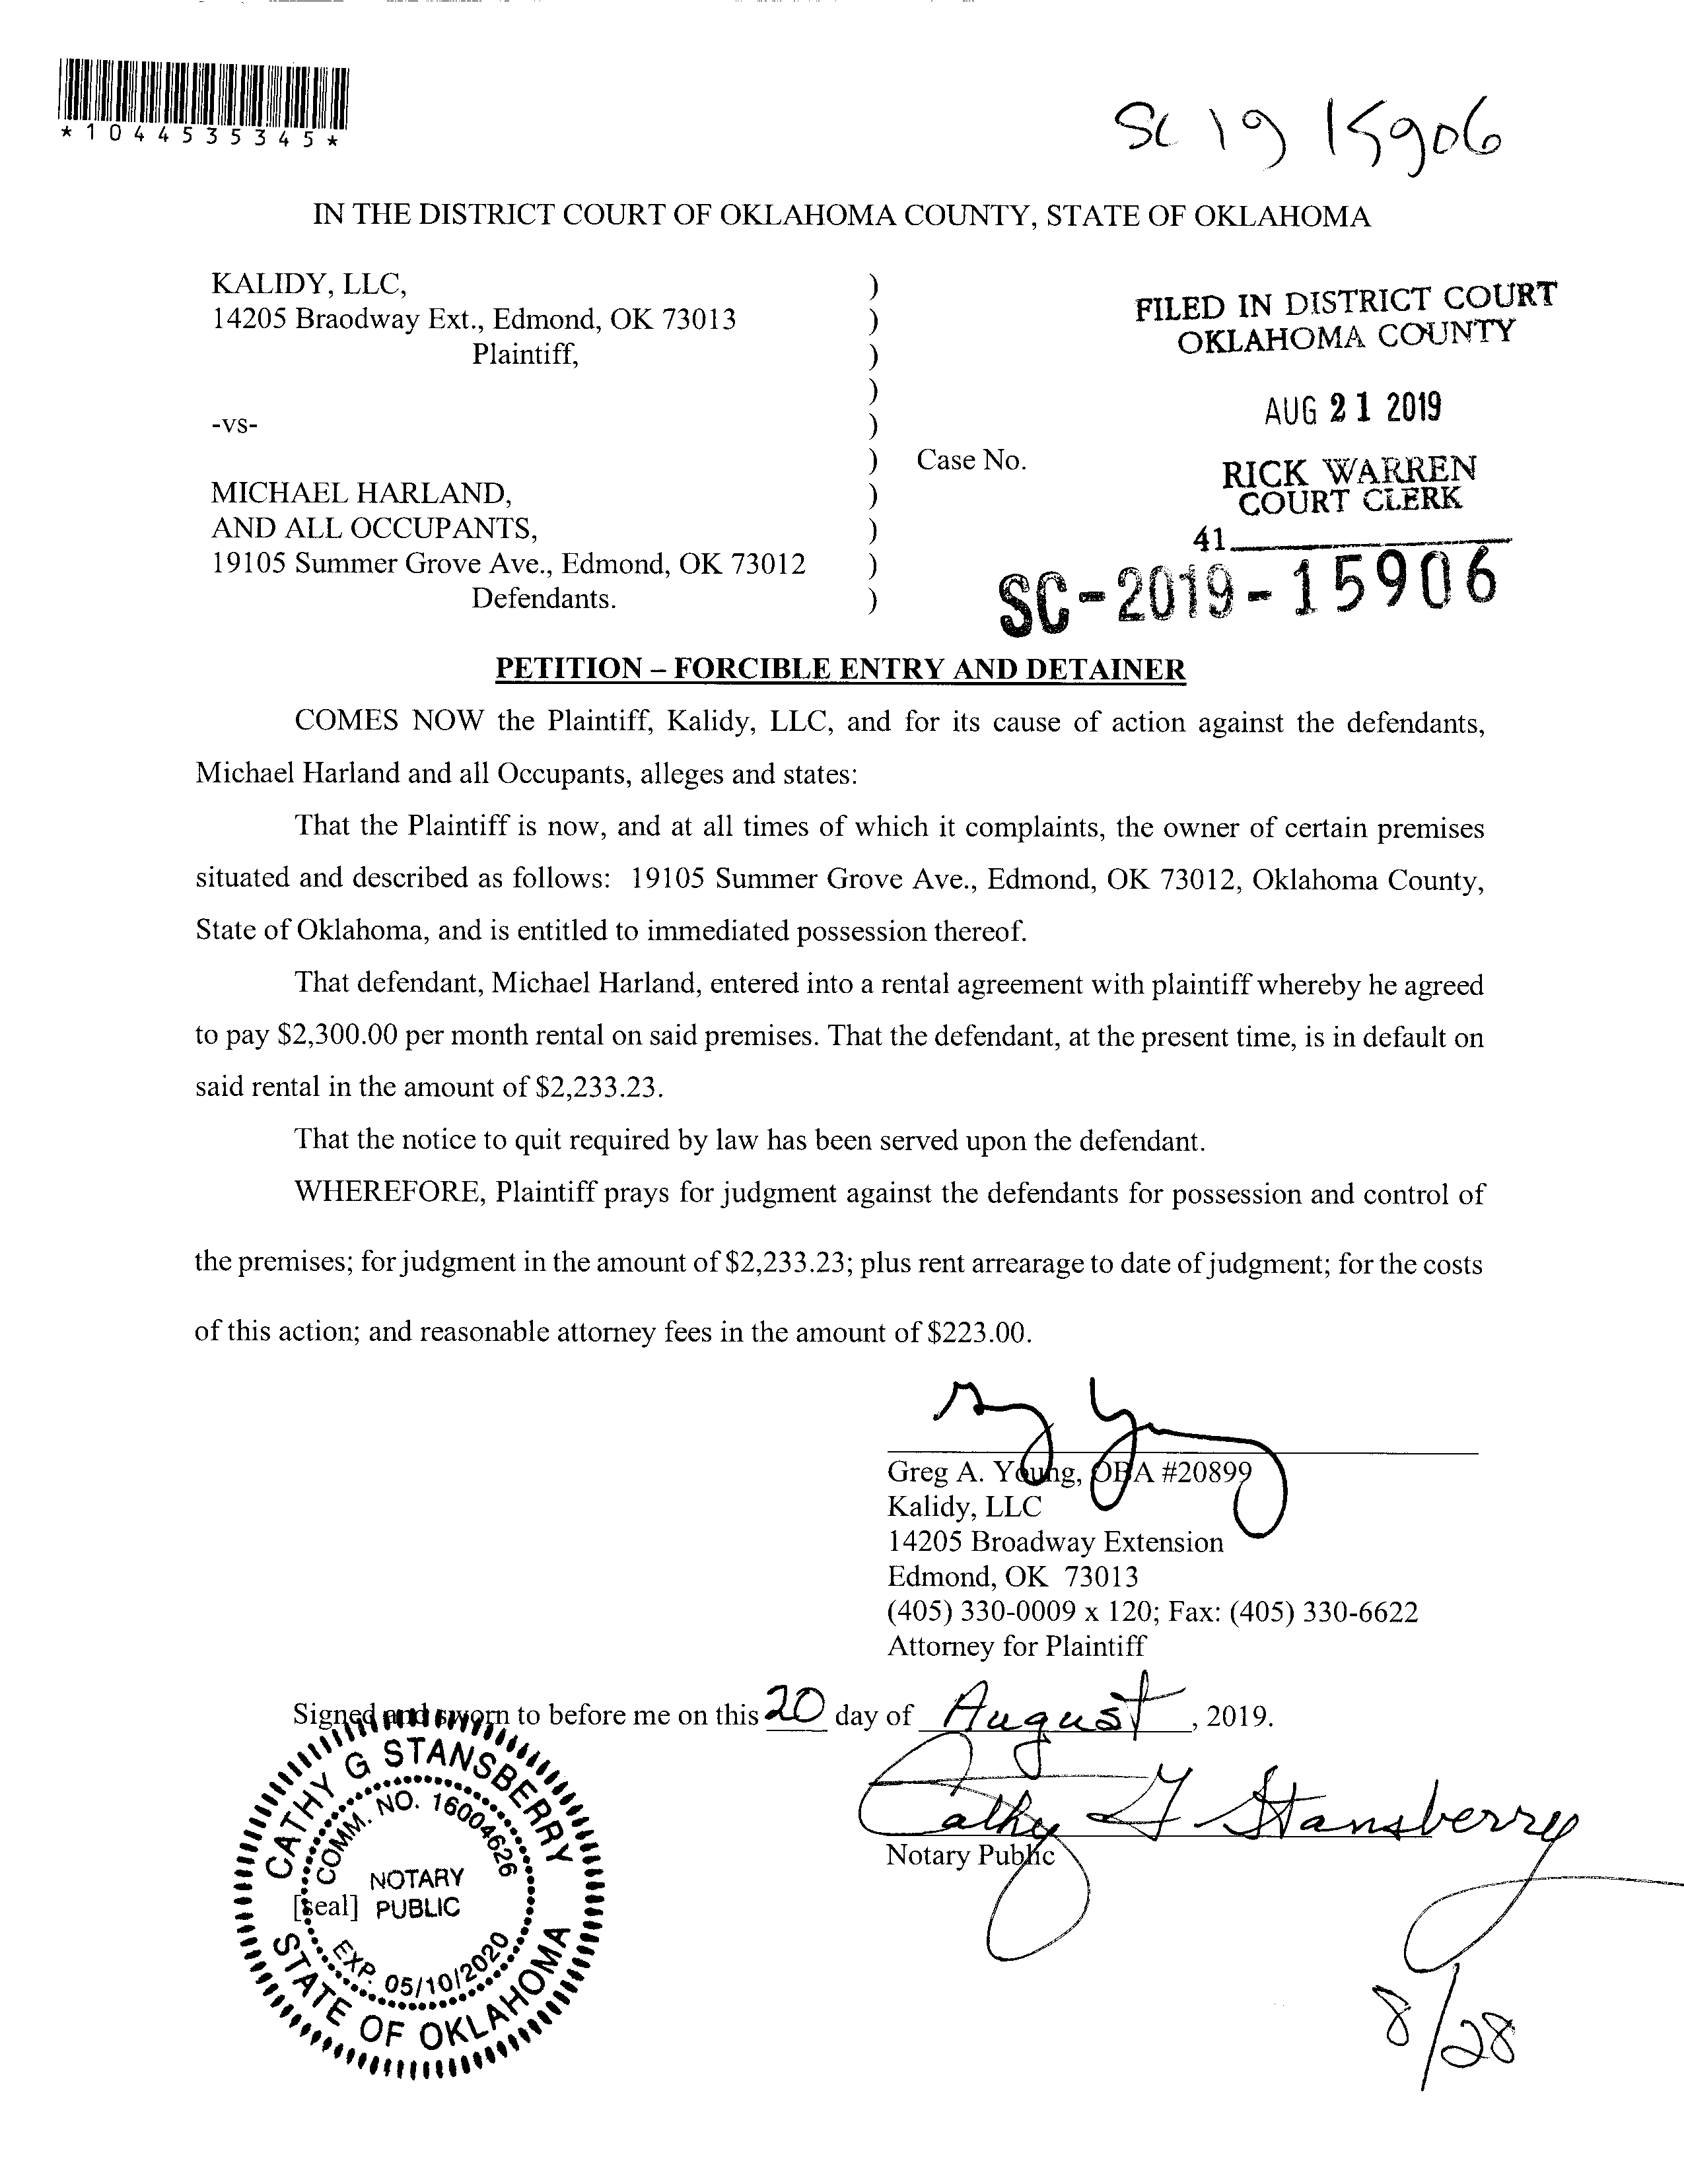 *1044535345*
SC 19 15906
IN THE DISTRICT COURT OF OKLAHOMA COUNTY, STATE OF OKLAHOMA
KALIDY, LLC, )
14205 Braodway Ext., Edmond, OK 73013 )
Plaintiff, )
)
-vs- )
) Case No.
MICHAEL HARLAND, )
AND ALL OCCUPANTS, )
19105 Summer Grove Ave., Edmond, OK 73012 )
Defendants. )
FILED IN DISTRICT COURT
OKLAHOMA COUNTY
AUG 21 2019
RICK WARREN
COURT CLERK
41
SC-2019-15906
PETITION – FORCIBLE ENTRY AND DETAINER
COMES NOW the Plaintiff, Kalidy, LLC, and for its cause of action against the defendants,
Michael Harland and all Occupants, alleges and states:
That the Plaintiff is now, and at all times of which it complaints, the owner of certain premises
situated and described as follows: 19105 Summer Grove Ave., Edmond, OK 73012, Oklahoma County,
State of Oklahoma, and is entitled to immediated possession thereof.
That defendant, Michael Harland, entered into a rental agreement with plaintiff whereby he agreed
to pay $2,300.00 per month rental on said premises. That the defendant, at the present time, is in default on
said rental in the amount of $2,233.23.
That the notice to quit required by law has been served upon the defendant.
WHEREFORE, Plaintiff prays for judgment against the defendants for possession and control of
the premises; for judgment in the amount of $2,233.23; plus rent arrearage to date of judgment; for the costs
of this action; and reasonable attorney fees in the amount of $223.00.
Greg A. Young, OBA #20899
Kalidy, LLC
14205 Broadway Extension
Edmond, OK 73013
(405) 330-0009 x 120; Fax: (405) 330-6622
Attorney for Plaintiff
Signed and sworn to before me on this 20 day of August, 2019.
Cathy G Stansberry
Notary Public
CATHY G STANSBERRY
COMM. NO. 16004626
NOTARY
[seal] PUBLIC
EXP. 05/10/2020
STATE OF OKLAHOMA
8/28